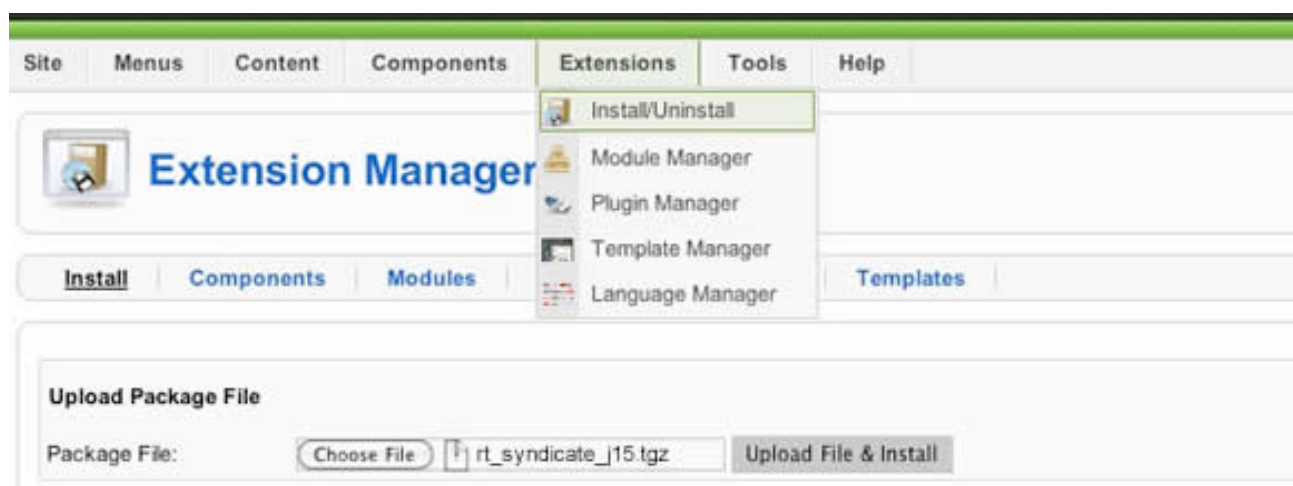 Site Menus Content Components Extensions Tools Help
Install/Uninstall
Extension Manager
Module Manager
Plugin Manager
Template Manager
Language Manager
Install Components Modules Templates
Upload Package File
Package File: Choose File rt_syndicate_j15.tgz Upload File & Install